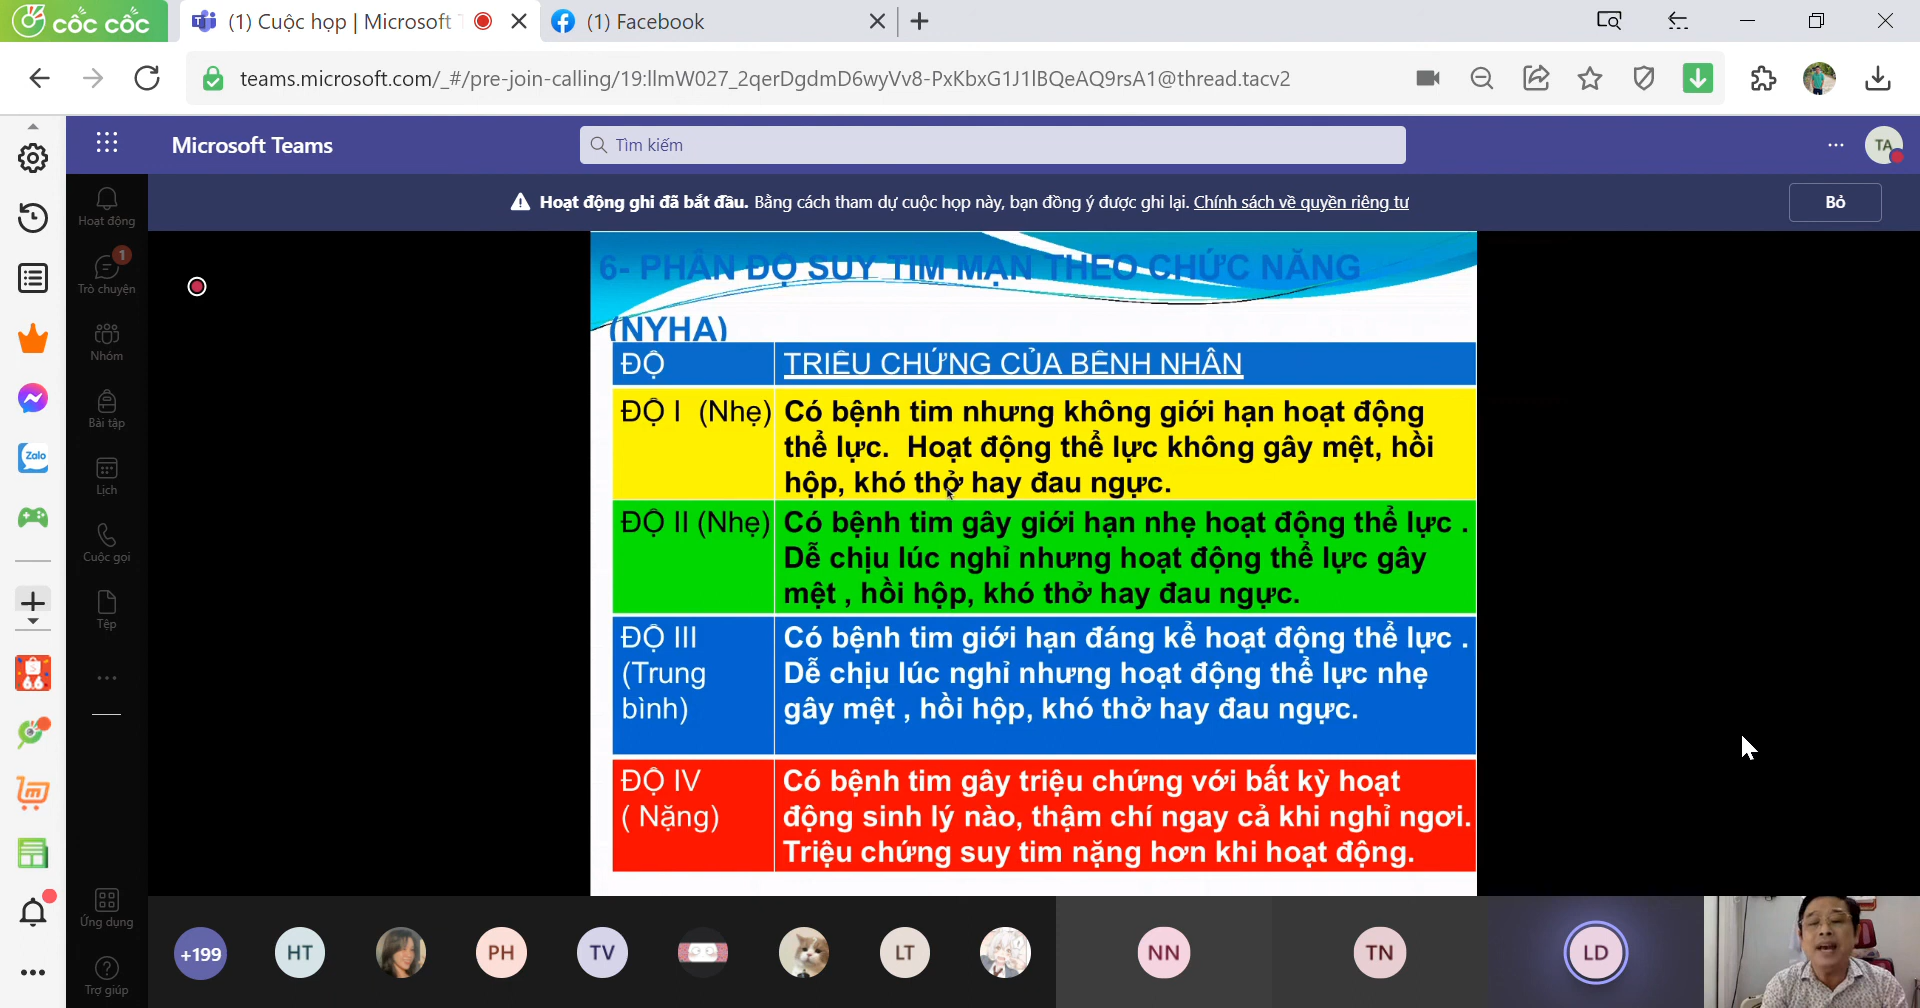 cốc cốc
(1) Cuộc họp | Microsoft
(1) Facebook
teams.microsoft.com/_#/pre-join-calling/19:llmW027_2qerDgdmD6wyVv8-PxKbxG1J1lBQeAQ9rsA1@thread.tacv2
Microsoft Teams
Tìm kiếm
TA
Hoạt động ghi đã bắt đầu. Bằng cách tham dự cuộc họp này, bạn đồng ý được ghi lại. Chính sách về quyền riêng tư
Bỏ
Hoạt động
1
Trò chuyện
Nhóm
Bài tập
Lịch
Cuộc gọi
Tệp
Ứng dụng
Trợ giúp
Zalo
6.6
6- PHÂN ĐỘ SUY TIM MẠN THEO CHỨC NĂNG
(NYHA)
ĐỘ
TRIỆU CHỨNG CỦA BỆNH NHÂN
ĐỘ I (Nhẹ)
Có bệnh tim nhưng không giới hạn hoạt động
thể lực. Hoạt động thể lực không gây mệt, hồi
hộp, khó thở hay đau ngực.
ĐỘ II (Nhẹ)
Có bệnh tim gây giới hạn nhẹ hoạt động thể lực .
Dễ chịu lúc nghỉ nhưng hoạt động thể lực gây
mệt , hồi hộp, khó thở hay đau ngực.
ĐỘ III
(Trung
bình)
Có bệnh tim giới hạn đáng kể hoạt động thể lực .
Dễ chịu lúc nghỉ nhưng hoạt động thể lực nhẹ
gây mệt , hồi hộp, khó thở hay đau ngực.
ĐỘ IV
( Nặng)
Có bệnh tim gây triệu chứng với bất kỳ hoạt
động sinh lý nào, thậm chí ngay cả khi nghỉ ngơi.
Triệu chứng suy tim nặng hơn khi hoạt động.
+199
HT
PH
TV
LT
NN
TN
LD